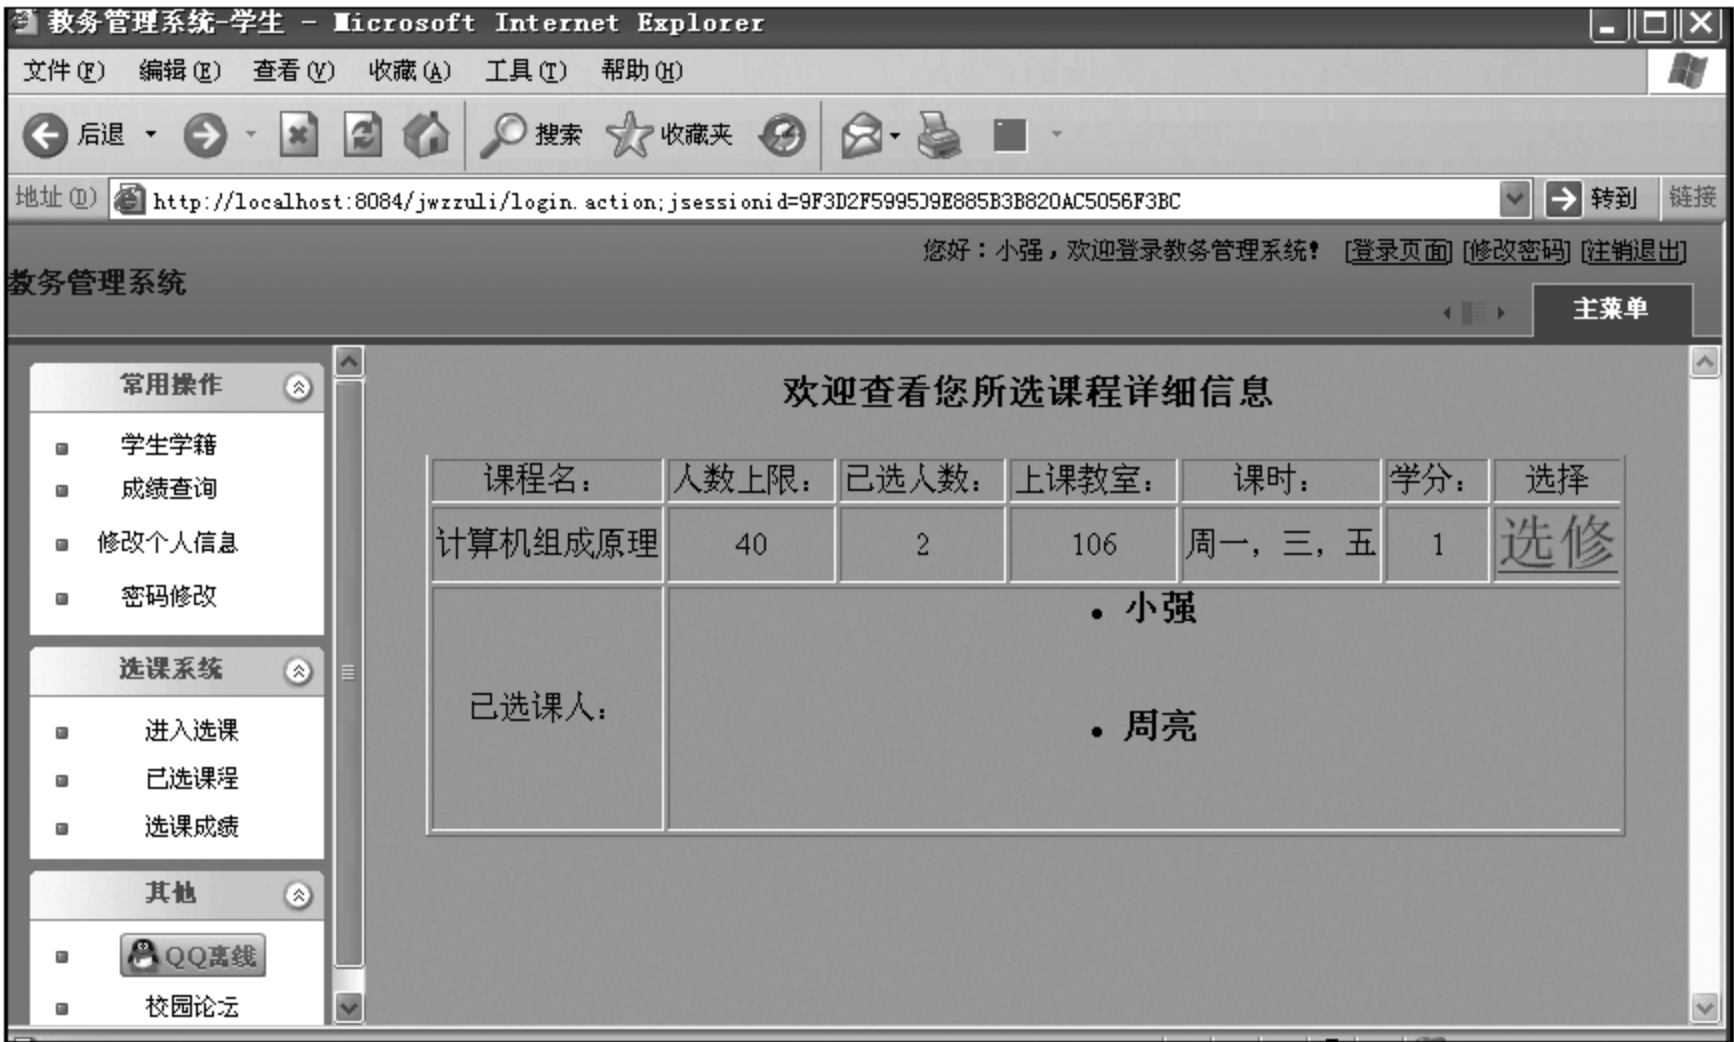 教务管理系统-学生 - Microsoft Internet Explorer
文件(F) 编辑(E) 查看(V) 收藏(A) 工具(T) 帮助(H)
后退 搜索 收藏夹
地址(D) http://localhost:8084/jwzzuli/login.action;jsessionid=9F3D2F5995J9E885B3B820AC5056F3BC 转到 链接
您好：小强，欢迎登录教务管理系统！ [登录页面] [修改密码] [注销退出]
教务管理系统
主菜单
常用操作
学生学籍
成绩查询
修改个人信息
密码修改
选课系统
进入选课
已选课程
选课成绩
其他
QQ离线
校园论坛
欢迎查看您所选课程详细信息
课程名： 人数上限： 已选人数： 上课教室： 课时： 学分： 选择
计算机组成原理 40 2 106 周一，三，五 1 选修
已选课人：
• 小强
• 周亮